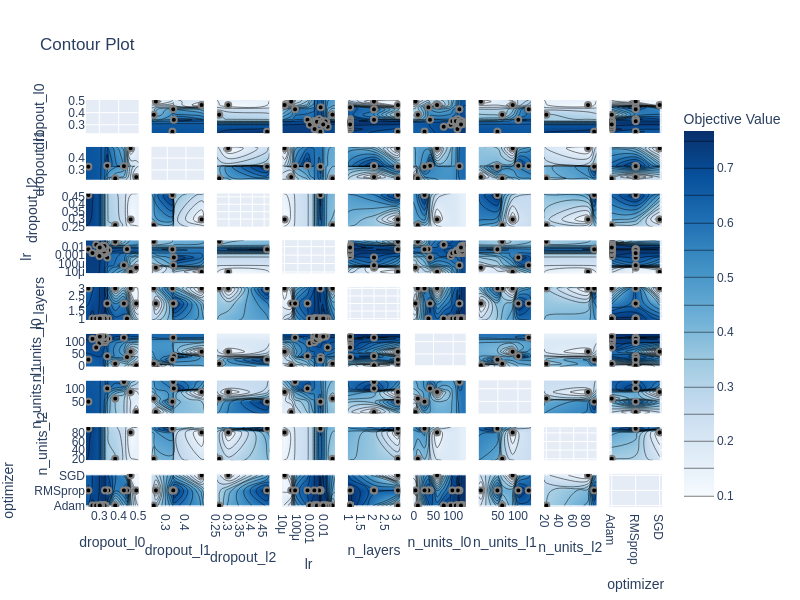 Contour Plot
Objective Value
0.7
0.6
0.5
0.4
0.3
0.2
0.1
dropout_l0
0.5
0.4
0.3
dropout_l1
0.4
0.3
dropout_l2
0.45
0.4
0.35
0.3
0.25
lr
0.01
0.001
100μ
10μ
n_layers
3
2.5
2
1.5
1
n_units_l0
100
50
0
n_units_l1
100
50
n_units_l2
80
60
40
20
optimizer
SGD
RMSprop
Adam
0.3 0.4 0.5
0.3 0.4
0.25 0.3 0.35 0.4 0.45
10μ 100μ 0.001 0.01
1 1.5 2 2.5 3
0 50 100
50 100
20 40 60 80
Adam RMSprop SGD
dropout_l0 dropout_l1 dropout_l2 lr n_layers n_units_l0 n_units_l1 n_units_l2 optimizer